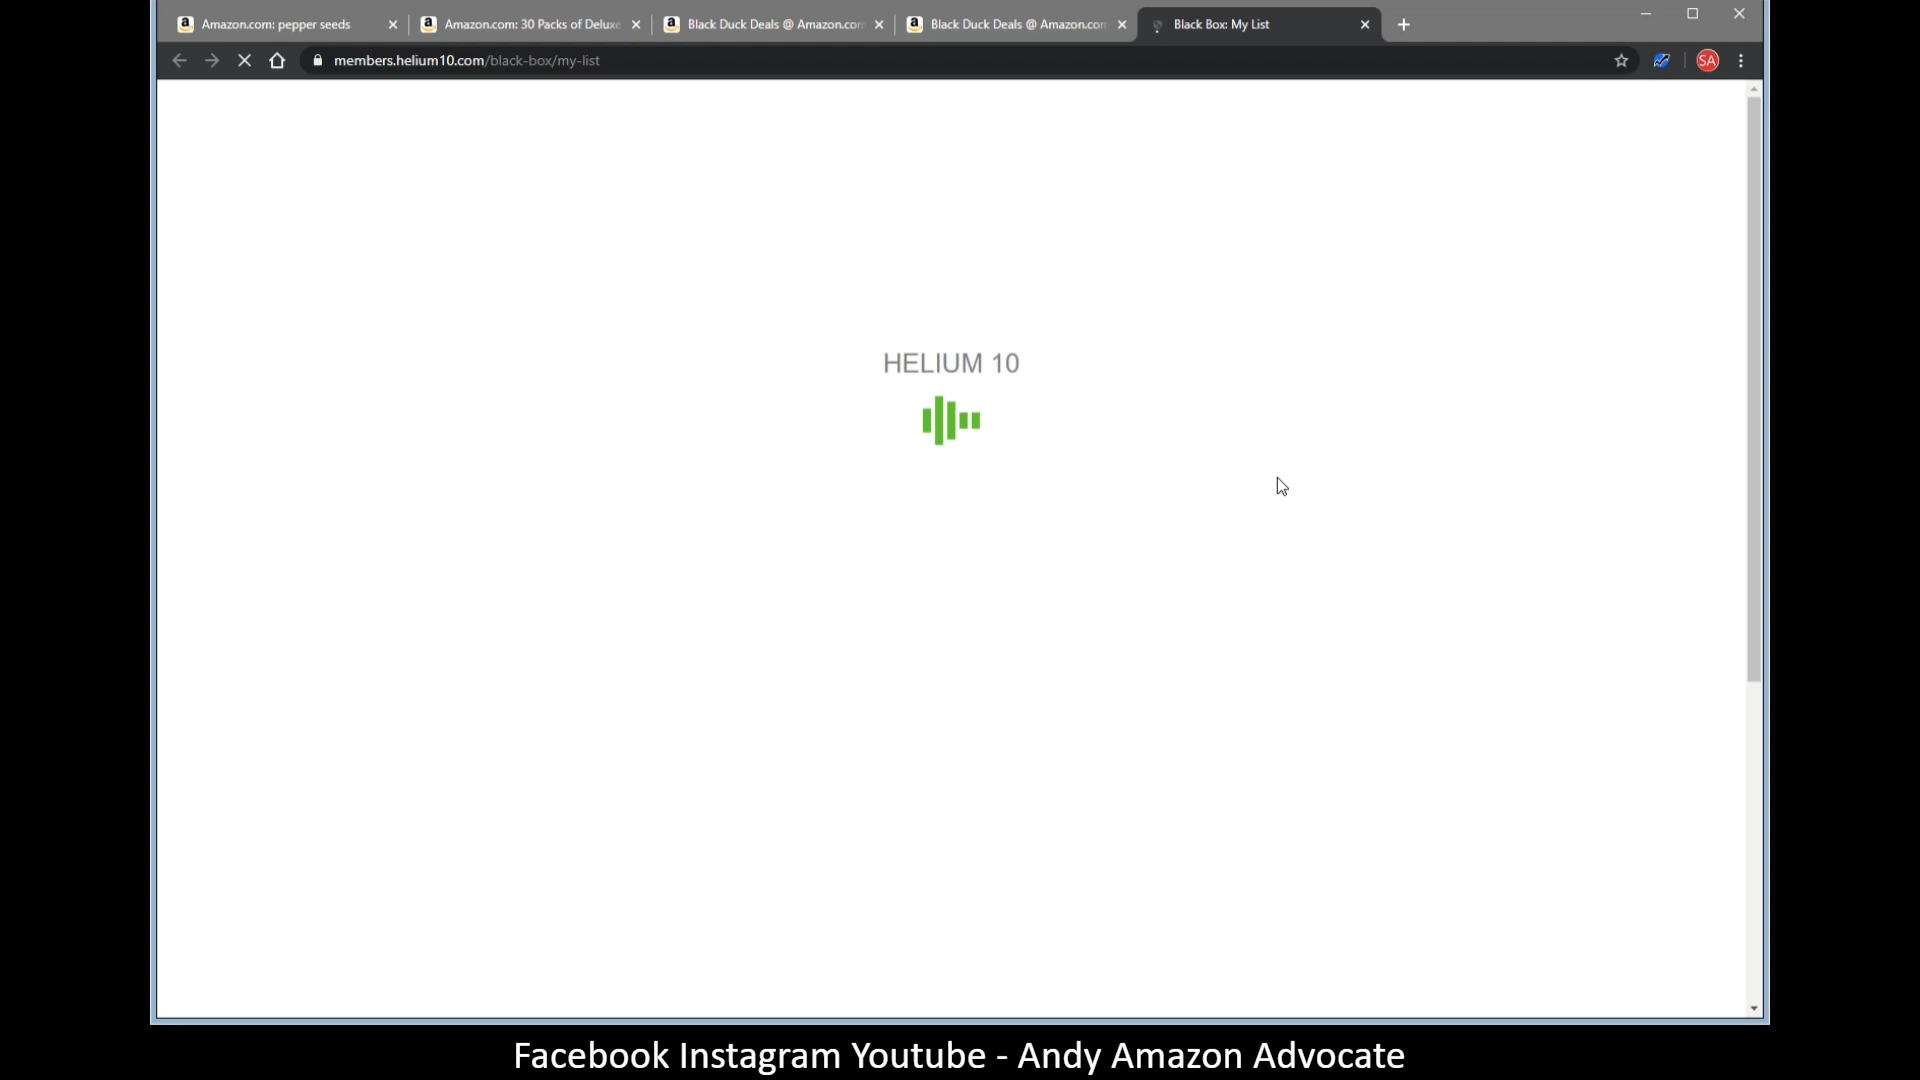 Amazon.com: pepper seeds
Amazon.com: 30 Packs of Deluxe
Black Duck Deals @ Amazon.com
Black Duck Deals @ Amazon.com
Black Box: My List
members.helium10.com/black-box/my-list
SA
HELIUM 10
Facebook Instagram Youtube - Andy Amazon Advocate